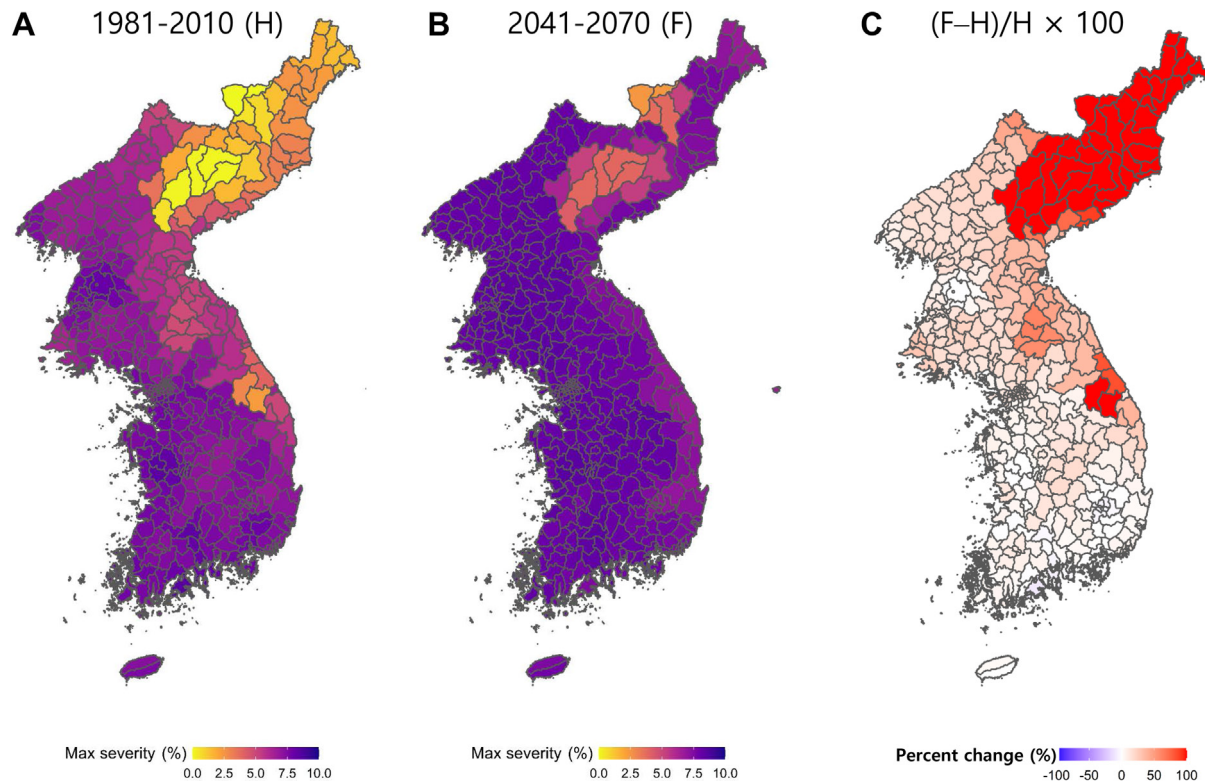 A 1981-2010 (H)
B 2041-2070 (F)
C (F–H)/H × 100
Max severity (%)
0.0 2.5 5.0 7.5 10.0
Max severity (%)
0.0 2.5 5.0 7.5 10.0
Percent change (%)
-100 -50 0 50 100